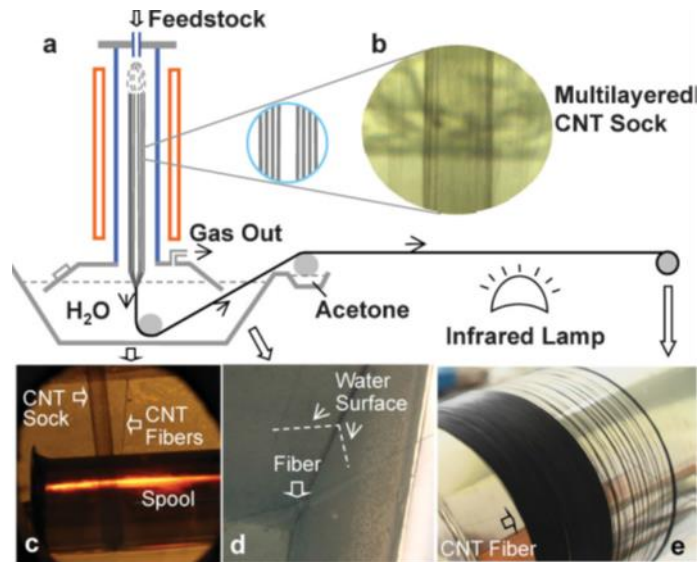 Feedstock
a
b
Multilayered
CNT Sock
Gas Out
H₂O
Acetone
Infrared Lamp
CNT
Sock
CNT
Fibers
Spool
c
Water
Surface
Fiber
d
CNT Fiber
e